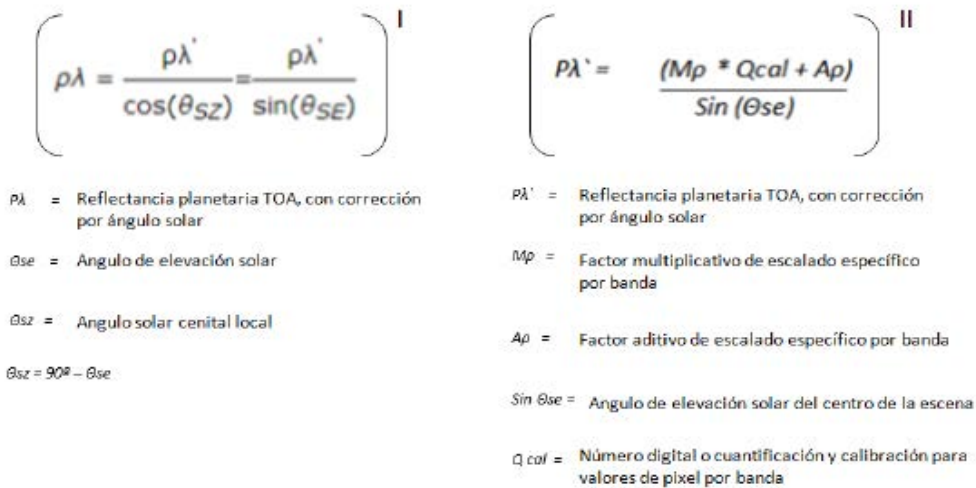 I
ρλ = ρλ' / cos(θSZ) = ρλ' / sin(θSE)
Pλ = Reflectancia planetaria TOA, con corrección
por ángulo solar
Θse = Angulo de elevación solar
Θsz = Angulo solar cenital local
Θsz = 90º – Θse
II
Pλ` = (Mρ * Qcal + Aρ) / Sin (Θse)
Pλ' = Reflectancia planetaria TOA, con corrección
por ángulo solar
Mρ = Factor multiplicativo de escalado específico
por banda
Aρ = Factor aditivo de escalado específico por banda
Sin Θse = Angulo de elevación solar del centro de la escena
Q cal = Número digital o cuantificación y calibración para
valores de pixel por banda